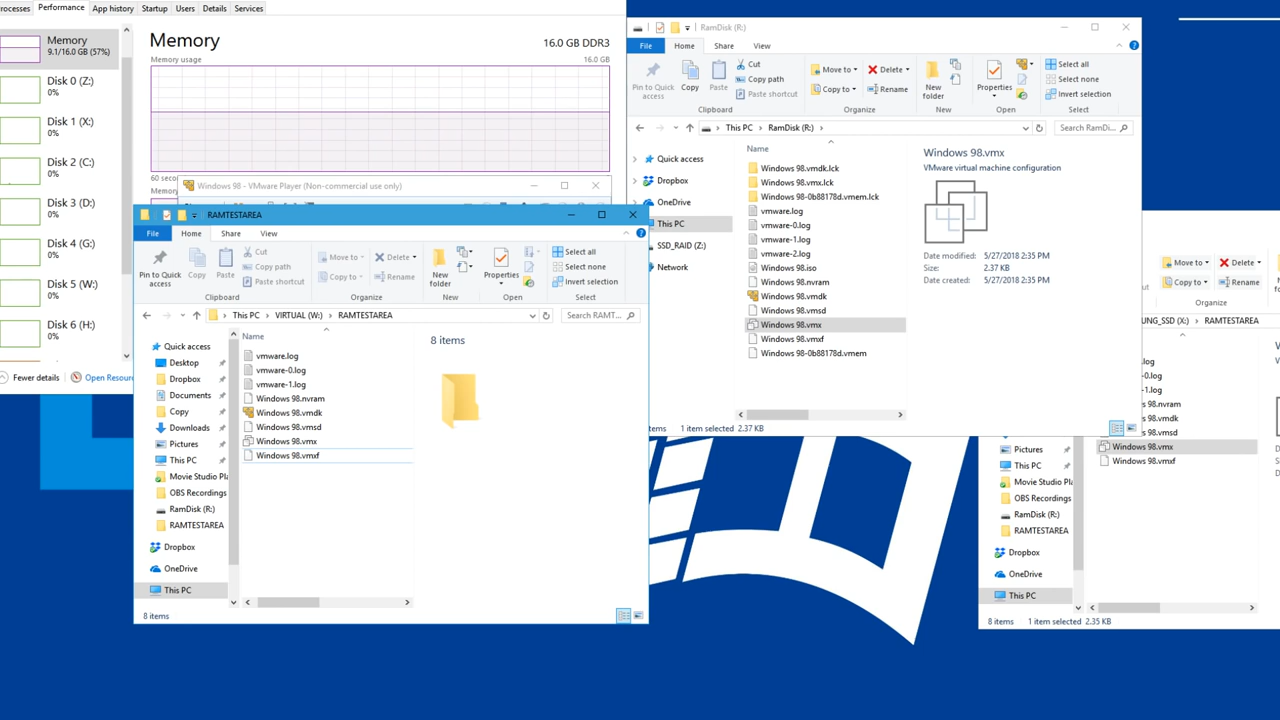 rocesses Performance App history Startup Users Details Services
Memory
9.1/16.0 GB (57%)
Disk 0 (Z:)
0%
Disk 1 (X:)
0%
Disk 2 (C:)
0%
Disk 3 (D:)
0%
Disk 4 (G:)
0%
Disk 5 (W:)
0%
Disk 6 (H:)
0%
Fewer details
Open Resour
Memory 16.0 GB DDR3
Memory usage 16.0 GB
60 secon
Memory
Windows 98 - VMware Player (Non-commercial use only)
RAMTESTAREA
File Home Share View
Pin to Quick access
Copy
Paste
Cut
Copy path
Paste shortcut
Clipboard
Move to
Copy to
Delete
Rename
Organize
New folder
New
Properties
Open
Select all
Select none
Invert selection
Select
This PC VIRTUAL (W:) RAMTESTAREA
Search RAMT...
Quick access
Desktop
Dropbox
Documents
Copy
Downloads
Pictures
This PC
Movie Studio Pla
OBS Recordings
RamDisk (R:)
RAMTESTAREA
Dropbox
OneDrive
This PC
Name
vmware.log
vmware-0.log
vmware-1.log
Windows 98.nvram
Windows 98.vmdk
Windows 98.vmsd
Windows 98.vmx
Windows 98.vmxf
8 items
8 items
RamDisk (R:)
File Home Share View
Pin to Quick access
Copy
Paste
Cut
Copy path
Paste shortcut
Clipboard
Move to
Copy to
Delete
Rename
Organize
New folder
New
Properties
Open
Select all
Select none
Invert selection
Select
This PC RamDisk (R:)
Search RamDi...
Quick access
Dropbox
OneDrive
This PC
SSD_RAID (Z:)
Network
Name
Windows 98.vmdk.lck
Windows 98.vmx.lck
Windows 98-0b88178d.vmem.lck
vmware.log
vmware-0.log
vmware-1.log
vmware-2.log
Windows 98.iso
Windows 98.nvram
Windows 98.vmdk
Windows 98.vmsd
Windows 98.vmx
Windows 98.vmxf
Windows 98-0b88178d.vmem
Windows 98.vmx
VMware virtual machine configuration
Date modified: 5/27/2018 2:35 PM
Size: 2.37 KB
Date created: 5/27/2018 2:35 PM
tems 1 item selected 2.37 KB
Move to
Copy to
Delete
Rename
Organize
UNG_SSD (X:) RAMTESTAREA
.log
-0.log
-1.log
98.nvram
98.vmdk
98.vmsd
Windows 98.vmx
Windows 98.vmxf
Pictures
This PC
Movie Studio Pla
OBS Recordings
RamDisk (R:)
RAMTESTAREA
Dropbox
OneDrive
This PC
8 items 1 item selected 2.35 KB